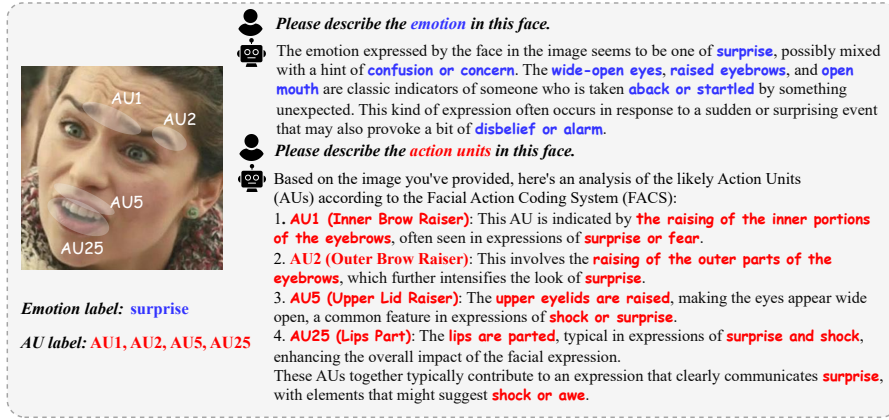 AU1
AU2
AU5
AU25
Emotion label: surprise
AU label: AU1, AU2, AU5, AU25
Please describe the emotion in this face.
The emotion expressed by the face in the image seems to be one of surprise, possibly mixed
with a hint of confusion or concern. The wide-open eyes, raised eyebrows, and open
mouth are classic indicators of someone who is taken aback or startled by something
unexpected. This kind of expression often occurs in response to a sudden or surprising event
that may also provoke a bit of disbelief or alarm.
Please describe the action units in this face.
Based on the image you've provided, here's an analysis of the likely Action Units
(AUs) according to the Facial Action Coding System (FACS):
1. AU1 (Inner Brow Raiser): This AU is indicated by the raising of the inner portions
of the eyebrows, often seen in expressions of surprise or fear.
2. AU2 (Outer Brow Raiser): This involves the raising of the outer parts of the
eyebrows, which further intensifies the look of surprise.
3. AU5 (Upper Lid Raiser): The upper eyelids are raised, making the eyes appear wide
open, a common feature in expressions of shock or surprise.
4. AU25 (Lips Part): The lips are parted, typical in expressions of surprise and shock,
enhancing the overall impact of the facial expression.
These AUs together typically contribute to an expression that clearly communicates surprise,
with elements that might suggest shock or awe.